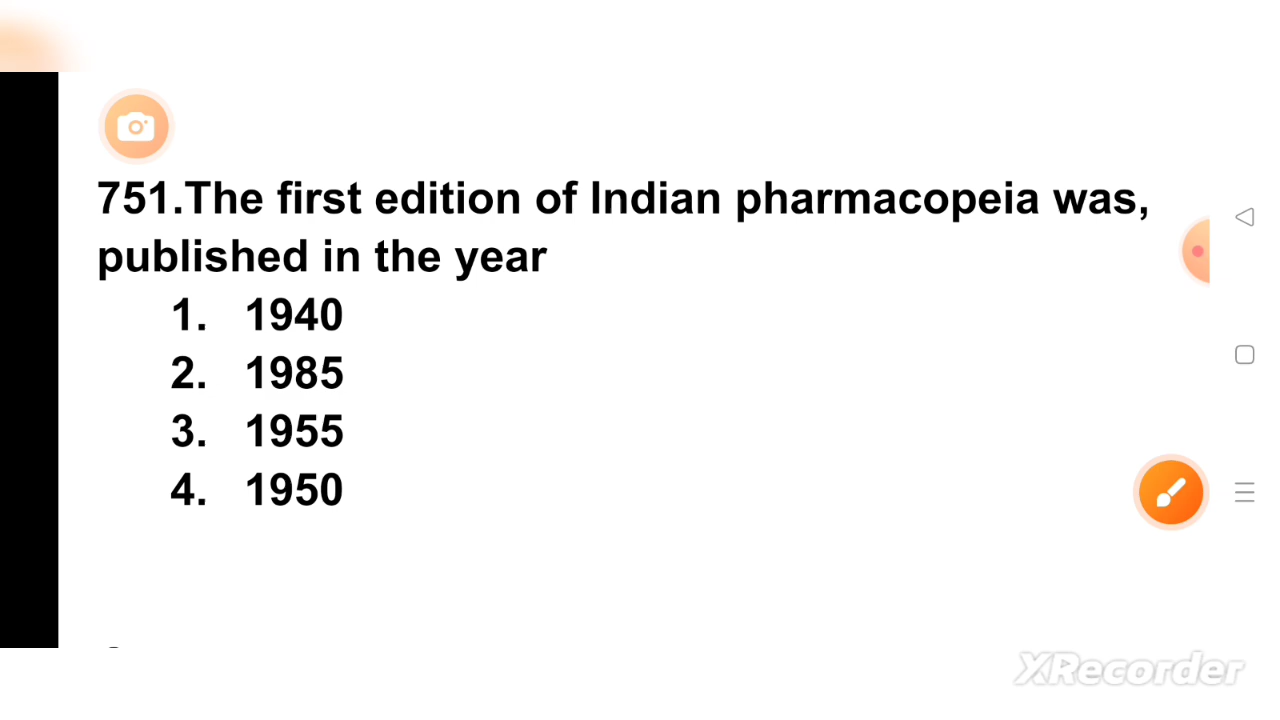 751.The first edition of Indian pharmacopeia was,
published in the year
1. 1940
2. 1985
3. 1955
4. 1950
XRecorder